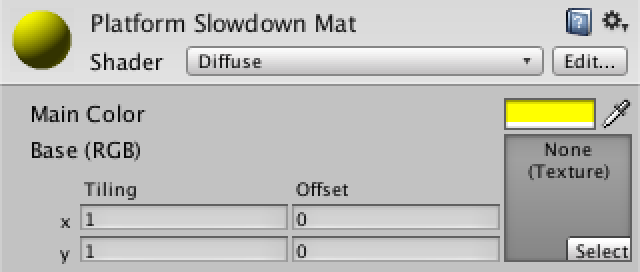 Platform Slowdown Mat
Shader Diffuse Edit...
Main Color
Base (RGB) None
(Texture)
Tiling Offset
x 1 0
y 1 0 Select